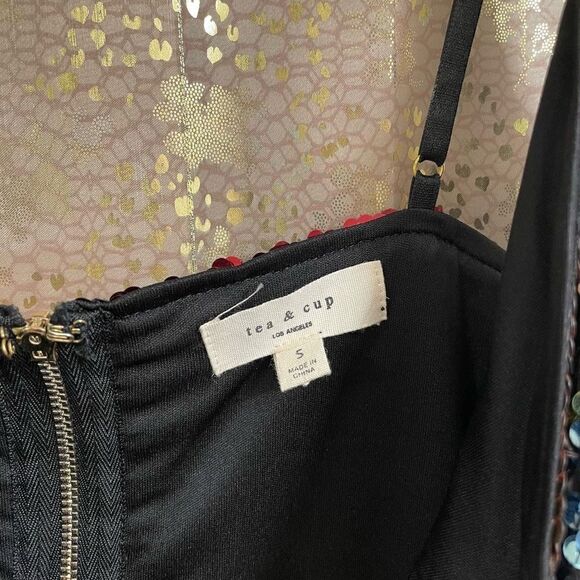 tea & cup
LOS ANGELES
S
MADE IN
CHINA